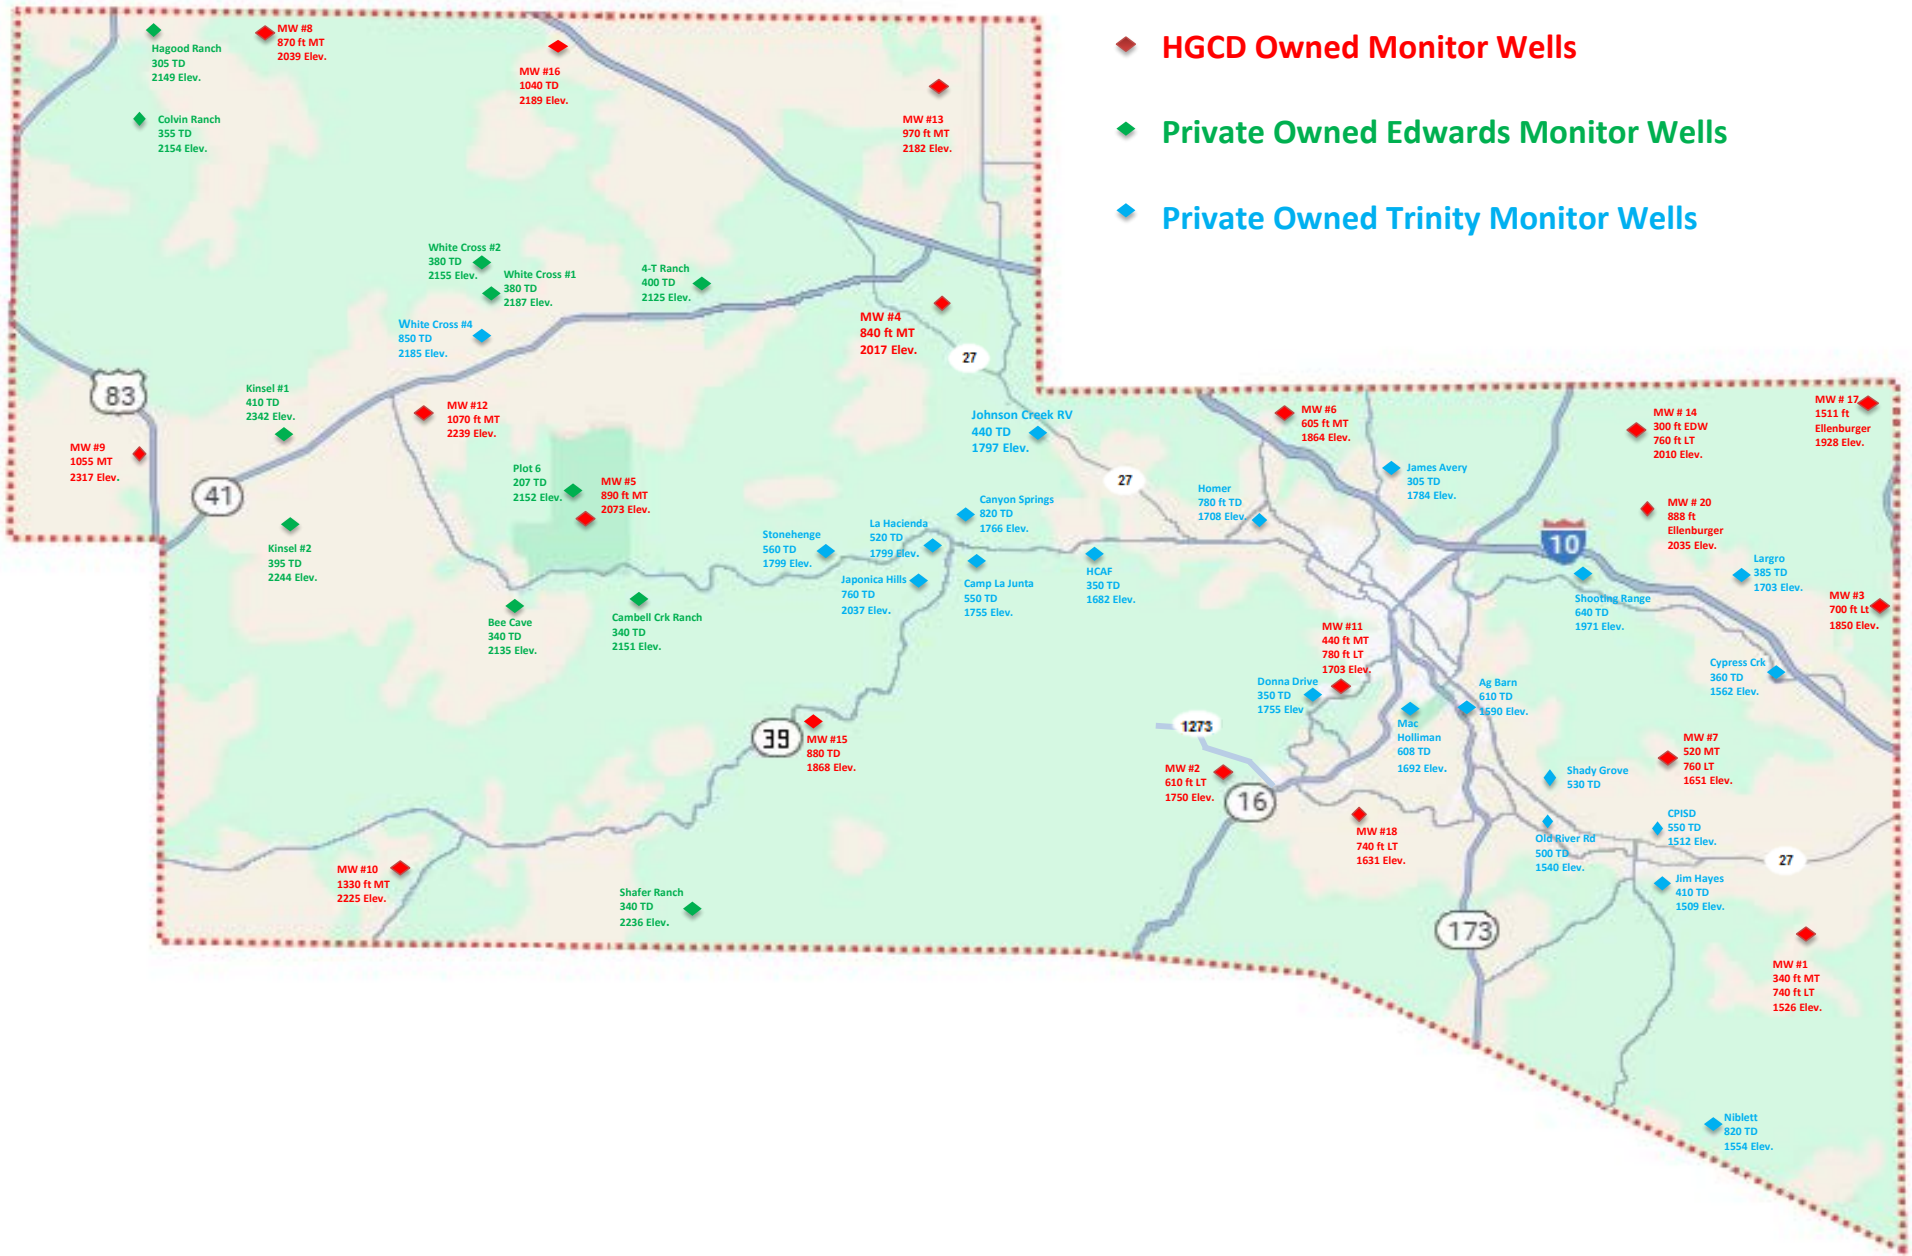 HGCD Owned Monitor Wells
Private Owned Edwards Monitor Wells
Private Owned Trinity Monitor Wells
Hagood Ranch
305 TD
2149 Elev.
MW #8
870 ft MT
2039 Elev.
MW #16
1040 TD
2189 Elev.
MW #13
970 ft MT
2182 Elev.
Colvin Ranch
355 TD
2154 Elev.
White Cross #2
380 TD
2155 Elev.
White Cross #1
380 TD
2187 Elev.
4-T Ranch
400 TD
2125 Elev.
White Cross #4
850 TD
2185 Elev.
MW #4
840 ft MT
2017 Elev.
27
83
Kinsel #1
410 TD
2342 Elev.
MW #12
1070 ft MT
2239 Elev.
MW #9
1055 MT
2317 Elev.
41
Plot 6
207 TD
2152 Elev.
MW #5
890 ft MT
2073 Elev.
Kinsel #2
395 TD
2244 Elev.
Bee Cave
340 TD
2135 Elev.
Cambell Crk Ranch
340 TD
2151 Elev.
Johnson Creek RV
440 TD
1797 Elev.
27
Canyon Springs
820 TD
1766 Elev.
La Hacienda
520 TD
1799 Elev.
Stonehenge
560 TD
1799 Elev.
Japonica Hills
760 TD
2037 Elev.
Camp La Junta
550 TD
1755 Elev.
HCAF
350 TD
1682 Elev.
Homer
780 ft TD
1708 Elev.
MW #6
605 ft MT
1864 Elev.
James Avery
305 TD
1784 Elev.
MW # 14
300 ft EDW
760 ft LT
2010 Elev.
MW # 17
1511 ft
Ellenburger
1928 Elev.
MW # 20
888 ft
Ellenburger
2035 Elev.
10
Largro
385 TD
1703 Elev.
Shooting Range
640 TD
1971 Elev.
MW #3
700 ft Lt
1850 Elev.
MW #11
440 ft MT
780 ft LT
1703 Elev.
Donna Drive
350 TD
1755 Elev
Ag Barn
610 TD
1590 Elev.
Cypress Crk
360 TD
1562 Elev.
Mac
Holliman
608 TD
1692 Elev.
1273
39
MW #15
880 TD
1868 Elev.
MW #2
610 ft LT
1750 Elev.
16
MW #7
520 MT
760 LT
1651 Elev.
Shady Grove
530 TD
MW #18
740 ft LT
1631 Elev.
Old River Rd
500 TD
1540 Elev.
CPISD
550 TD
1512 Elev.
27
Jim Hayes
410 TD
1509 Elev.
MW #10
1330 ft MT
2225 Elev.
Shafer Ranch
340 TD
2236 Elev.
173
MW #1
340 ft MT
740 ft LT
1526 Elev.
Niblett
820 TD
1554 Elev.